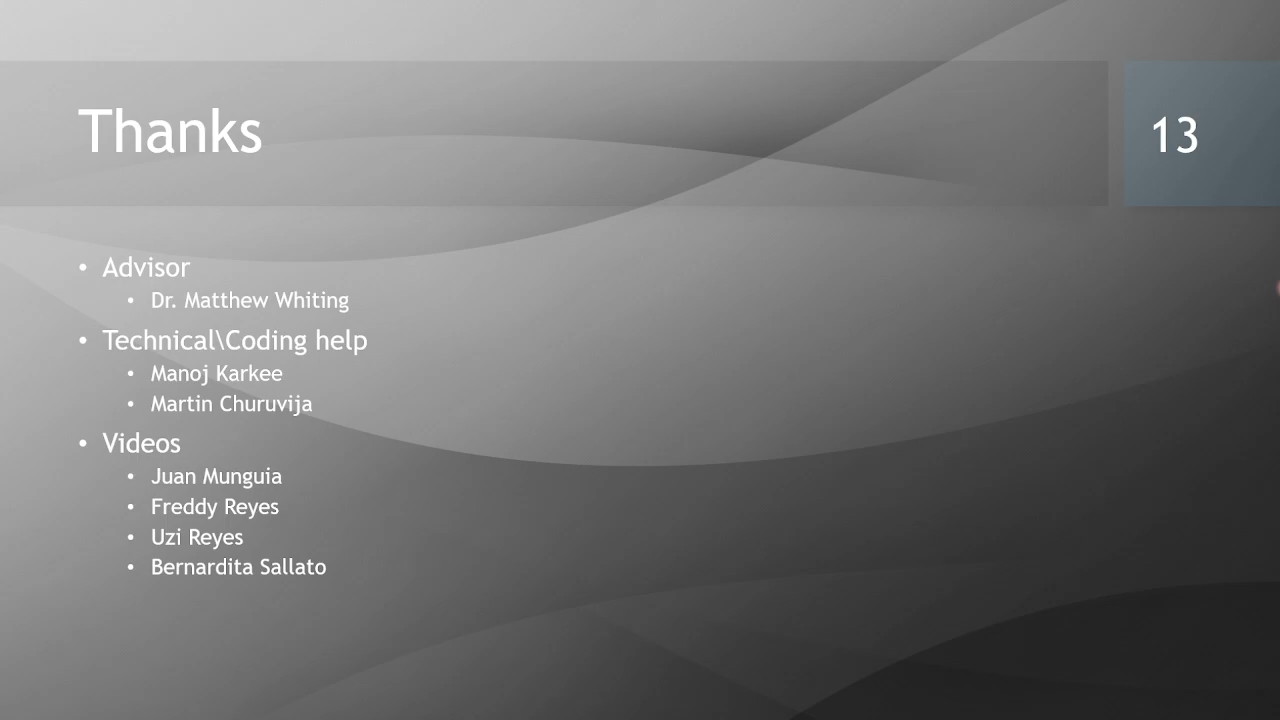 Thanks
13
• Advisor
• Dr. Matthew Whiting
• Technical\Coding help
• Manoj Karkee
• Martin Churuvija
• Videos
• Juan Munguia
• Freddy Reyes
• Uzi Reyes
• Bernardita Sallato